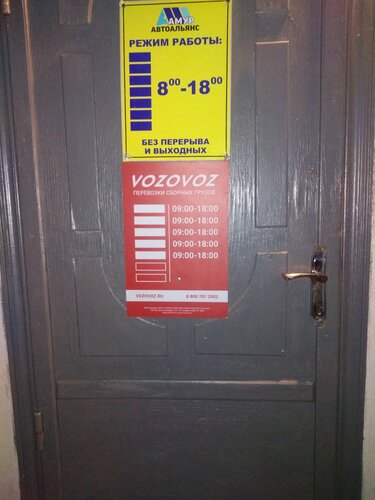 АМУР
АВТОАЛЬЯНС
РЕЖИМ РАБОТЫ:
8⁰⁰-18⁰⁰
БЕЗ ПЕРЕРЫВА
И ВЫХОДНЫХ
VOZOVOZ
ПЕРЕВОЗКИ СБОРНЫХ ГРУЗОВ
09:00-18:00
09:00-18:00
09:00-18:00
09:00-18:00
09:00-18:00
VOZOVOZ.RU 8 800 707 2002